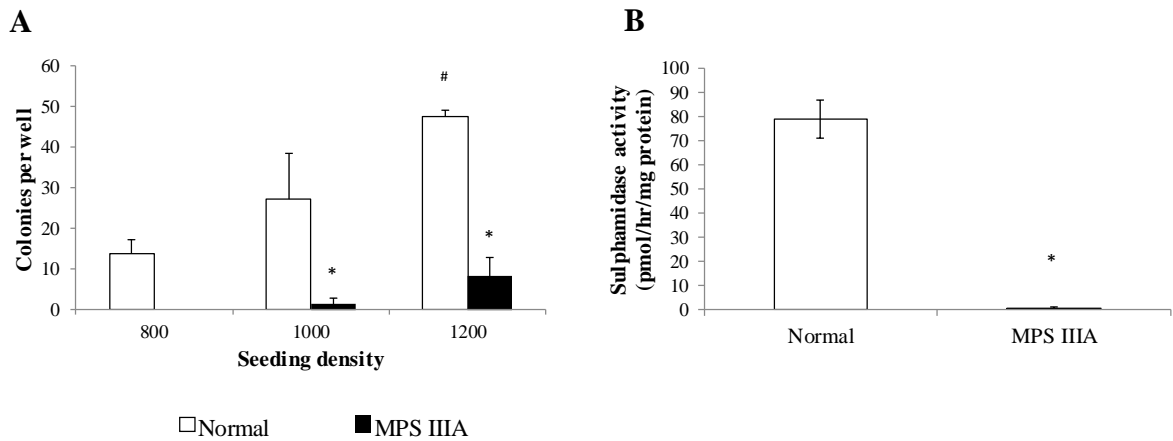 A
60
50
40
30
20
10
0
Colonies per well
#
*
*
800 1000 1200
Seeding density
Normal MPS IIIA
B
100
90
80
70
60
50
40
30
20
10
0
Sulphamidase activity
(pmol/hr/mg protein)
*
Normal MPS IIIA